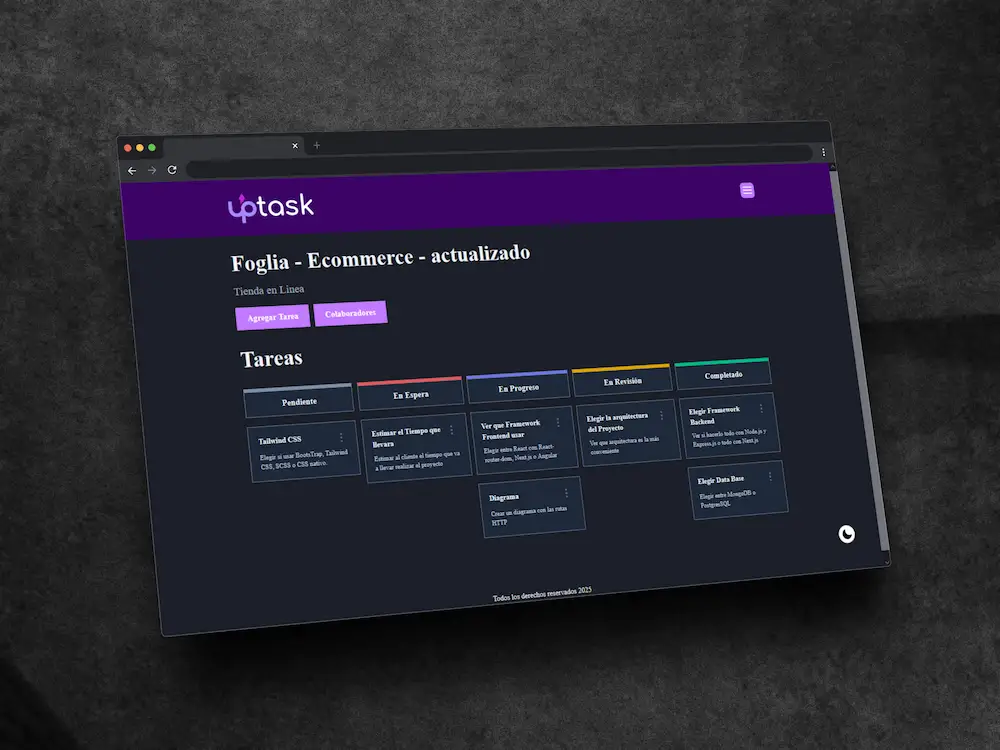 uptask
Foglia - Ecommerce - actualizado
Tienda en Linea
Agregar Tarea
Colaboradores
Tareas
Pendiente
En Espera
En Progreso
En Revisión
Completado
Tailwind CSS
Elegir si usar BootsTrap, Tailwind
CSS, SCSS o CSS nativo.
Estimar el Tiempo que
llevara
Estimar al cliente el tiempo que va
a llevar realizar el proyecto
Ver que Framework
Frontend usar
Elegir entre React con React-
router-dom, Next.js o Angular
Diagrama
Crear un diagrama con las rutas
HTTP
Elegir la arquitectura
del Proyecto
Ver que arquitectura es la más
conveniente
Elegir Framework
Backend
Ver si hacerlo todo con Node.js y
Express.js o todo con Nest.js
Elegir Data Base
Elegir entre MongoDB o
PostgreSQL
Todos los derechos reservados 2025